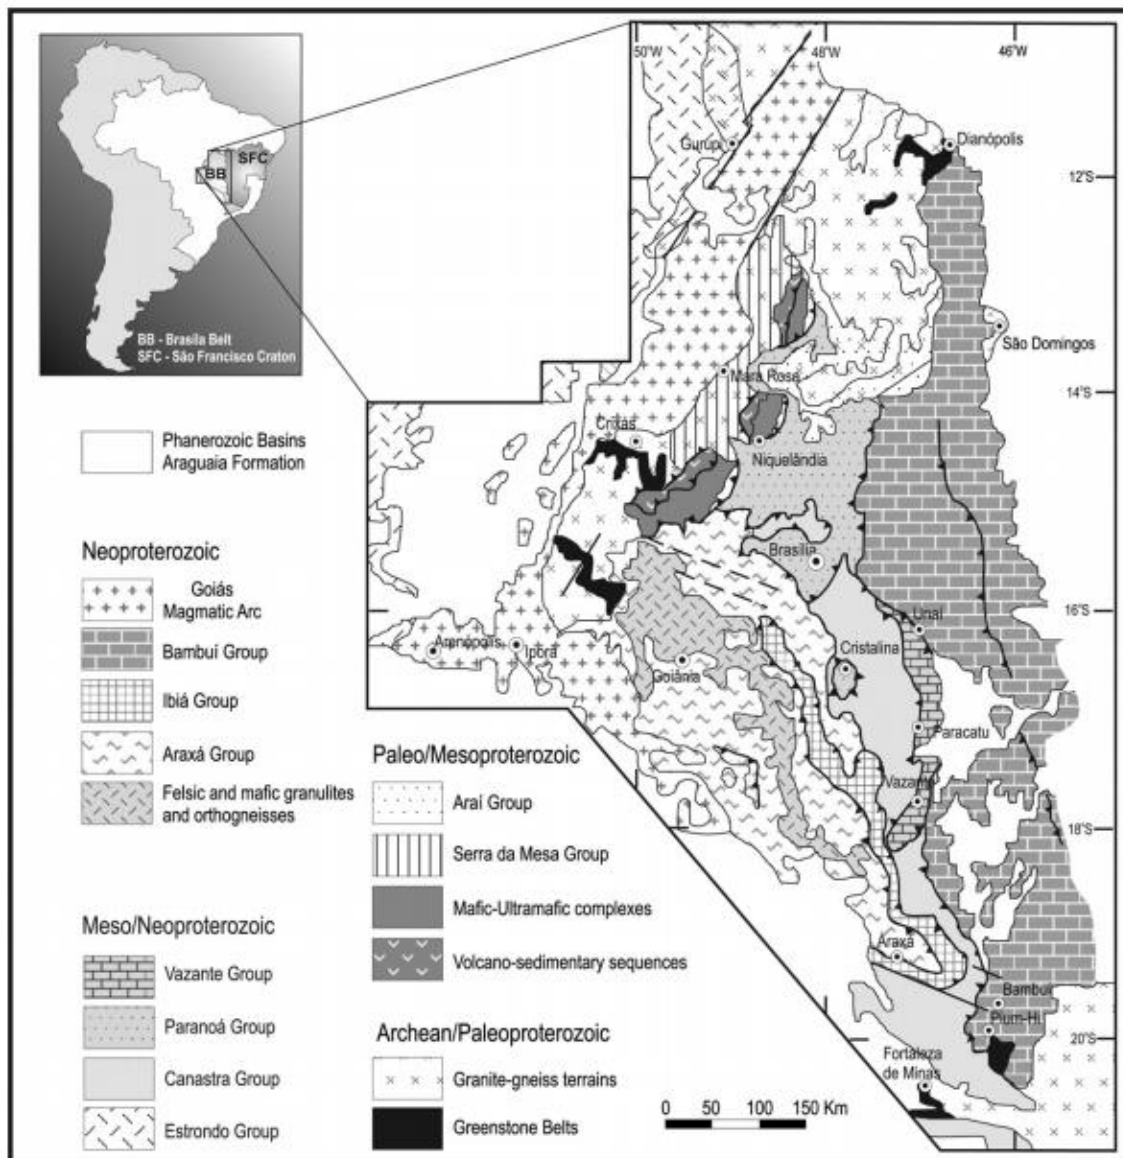 50°W
48°W
46°W
Gurupi
Dianópolis
SFC
BB
12°S
BB - Brasíla Belt
SFC - São Francisco Craton
São Domingos
Mara Rosa
14°S
Crixás
Niquelândia
Phanerozoic Basins
Araguaia Formation
Brasília
Neoproterozoic
Goiás
Magmatic Arc
Bambuí Group
Ibiá Group
Araxá Group
Felsic and mafic granulites
and orthogneisses
16°S
Unaí
Arenópolis
Iporá
Cristalina
Goiânia
Paracatu
Vazante
18°S
Paleo/Mesoproterozoic
Araí Group
Serra da Mesa Group
Mafic-Ultramafic complexes
Volcano-sedimentary sequences
Araxá
Bambuí
Pium-Hi
20°S
Fortaleza
de Minas
Meso/Neoproterozoic
Vazante Group
Paranoá Group
Canastra Group
Estrondo Group
Archean/Paleoproterozoic
Granite-gneiss terrains
Greenstone Belts
0 50 100 150 Km